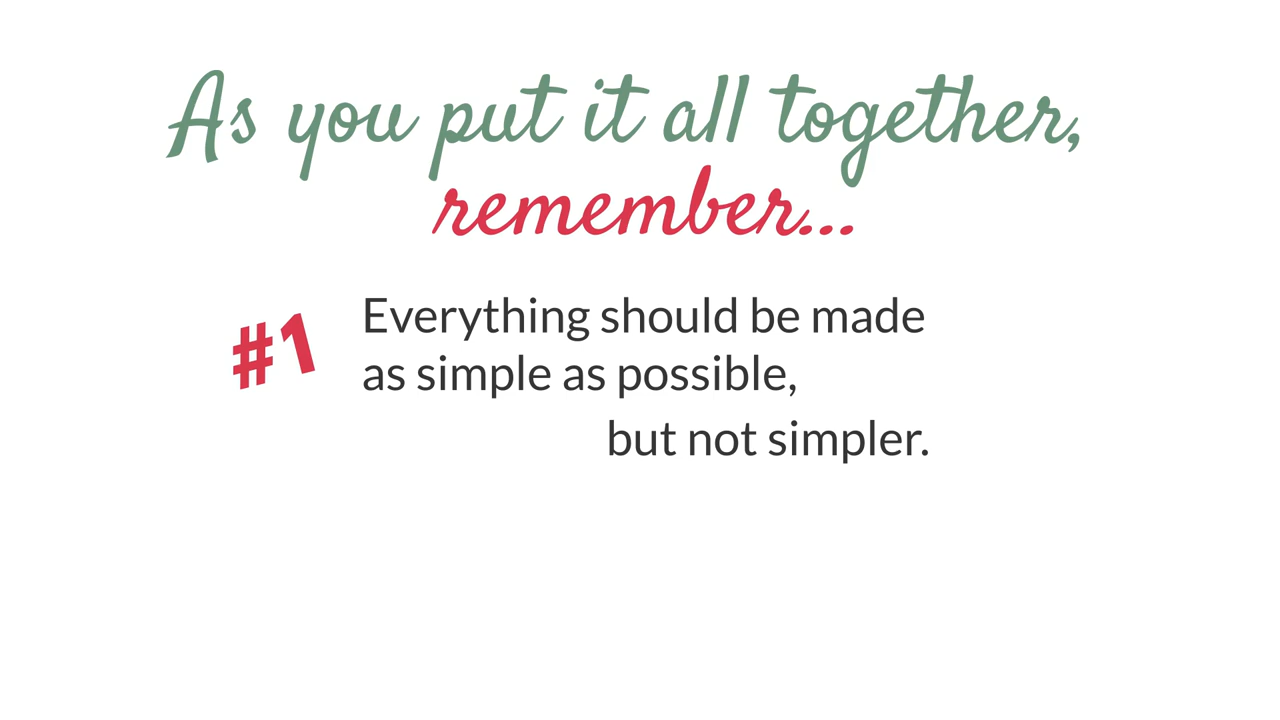 As you put it all together,
remember...
#1
Everything should be made
as simple as possible,
but not simpler.